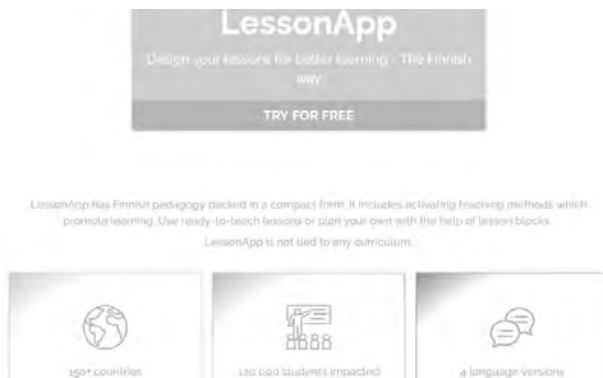 LessonApp
Design your lessons for better learning - The Finnish
way
TRY FOR FREE
LessonApp has Finnish pedagogy packed in a compact form. It includes activating teaching methods which
promote learning. Use ready-to-teach lessons or plan your own with the help of lesson blocks.
LessonApp is not tied to any curriculum.
150+ countries
120 000 students impacted
4 language versions